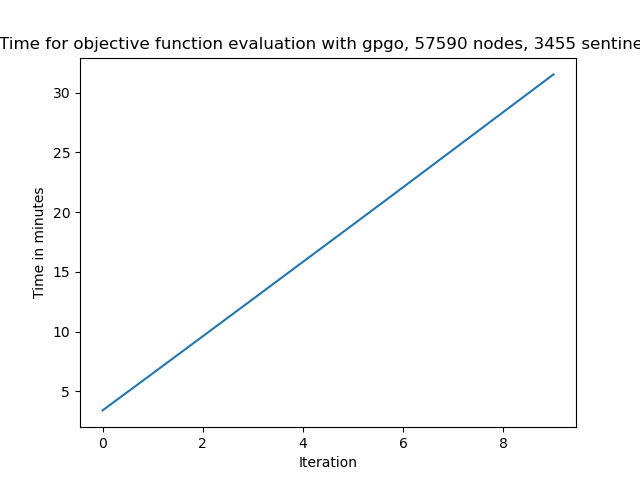 Time for objective function evaluation with gpgo, 57590 nodes, 3455 sentine
30
25
20
15
10
5
Time in minutes
0 2 4 6 8
Iteration